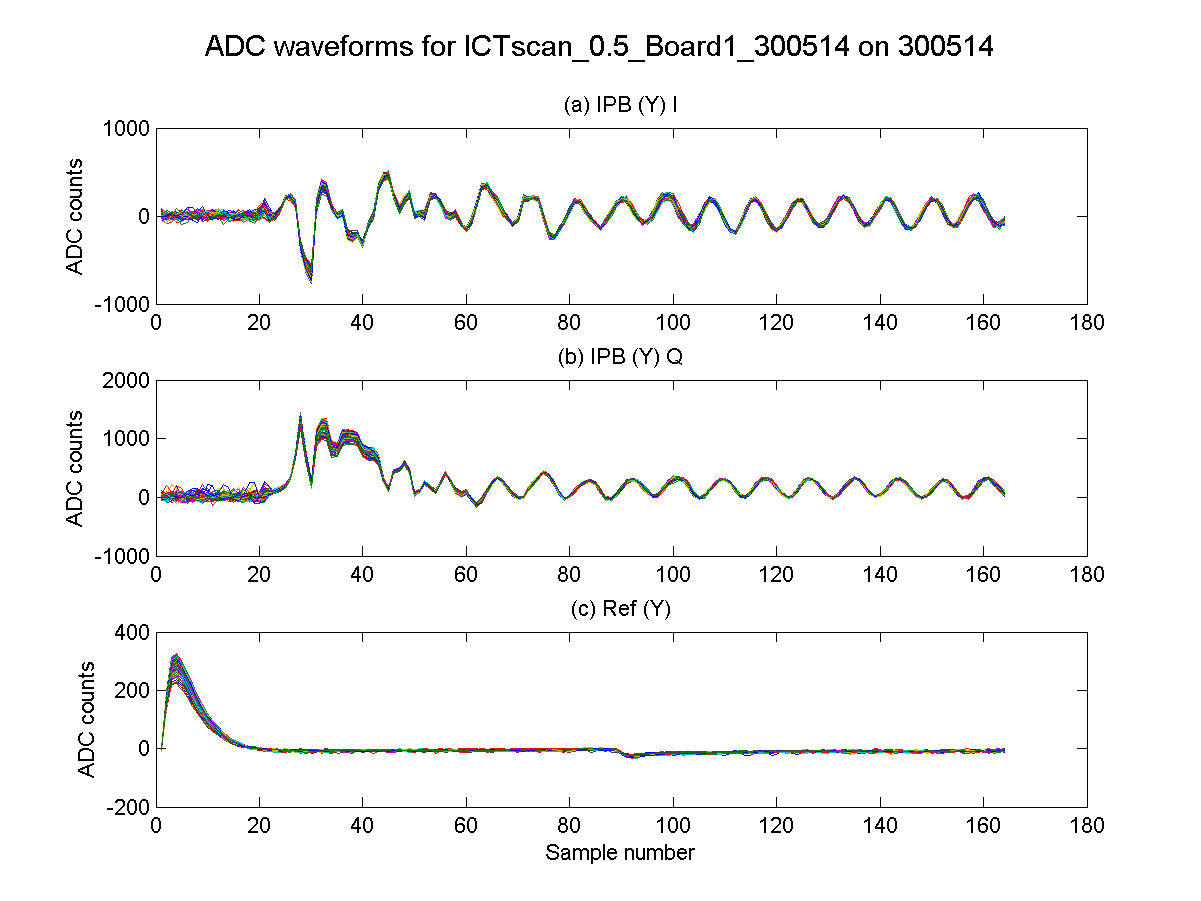 ADC waveforms for ICTscan_0.5_Board1_300514 on 300514
(a) IPB (Y) I
1000
0
-1000
ADC counts
0 20 40 60 80 100 120 140 160 180
(b) IPB (Y) Q
2000
1000
0
-1000
ADC counts
0 20 40 60 80 100 120 140 160 180
(c) Ref (Y)
400
200
0
-200
ADC counts
0 20 40 60 80 100 120 140 160 180
Sample number